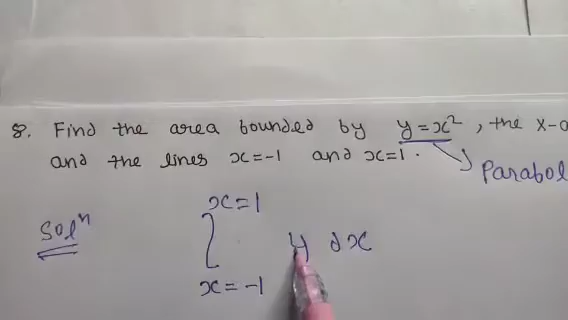 8. Find the area bounded by y = x², the x-a
and the lines x=-1 and x=1.
Parabol
Solⁿ
x=1
∫ y dx
x=-1